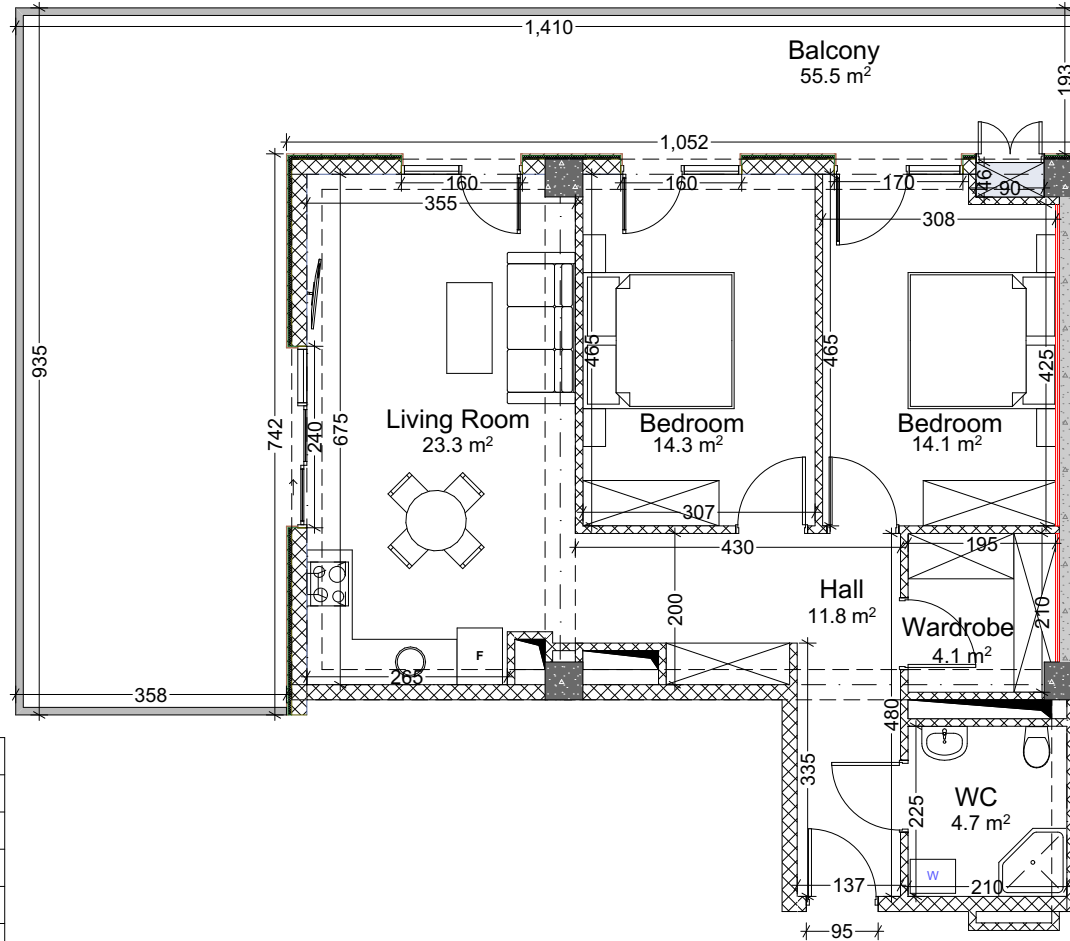 1,410
Balcony
55.5 m²
193
1,052
160
160
170
46
90
355
308
935
742
240
675
465
465
425
Living Room
23.3 m²
Bedroom
14.3 m²
Bedroom
14.1 m²
307
430
195
Hall
11.8 m²
200
210
Wardrobe
4.1 m²
F
265
358
480
335
225
WC
4.7 m²
W
137
210
95